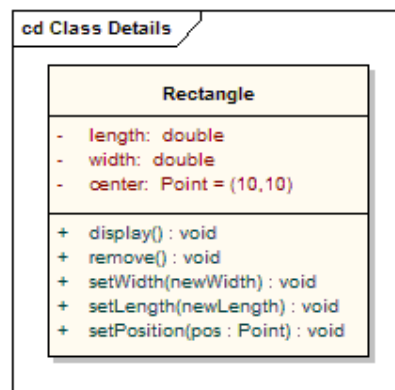 cd Class Details
Rectangle
- length: double
- width: double
- center: Point = (10,10)
+ display() : void
+ remove() : void
+ setWidth(newWidth) : void
+ setLength(newLength) : void
+ setPosition(pos : Point) : void